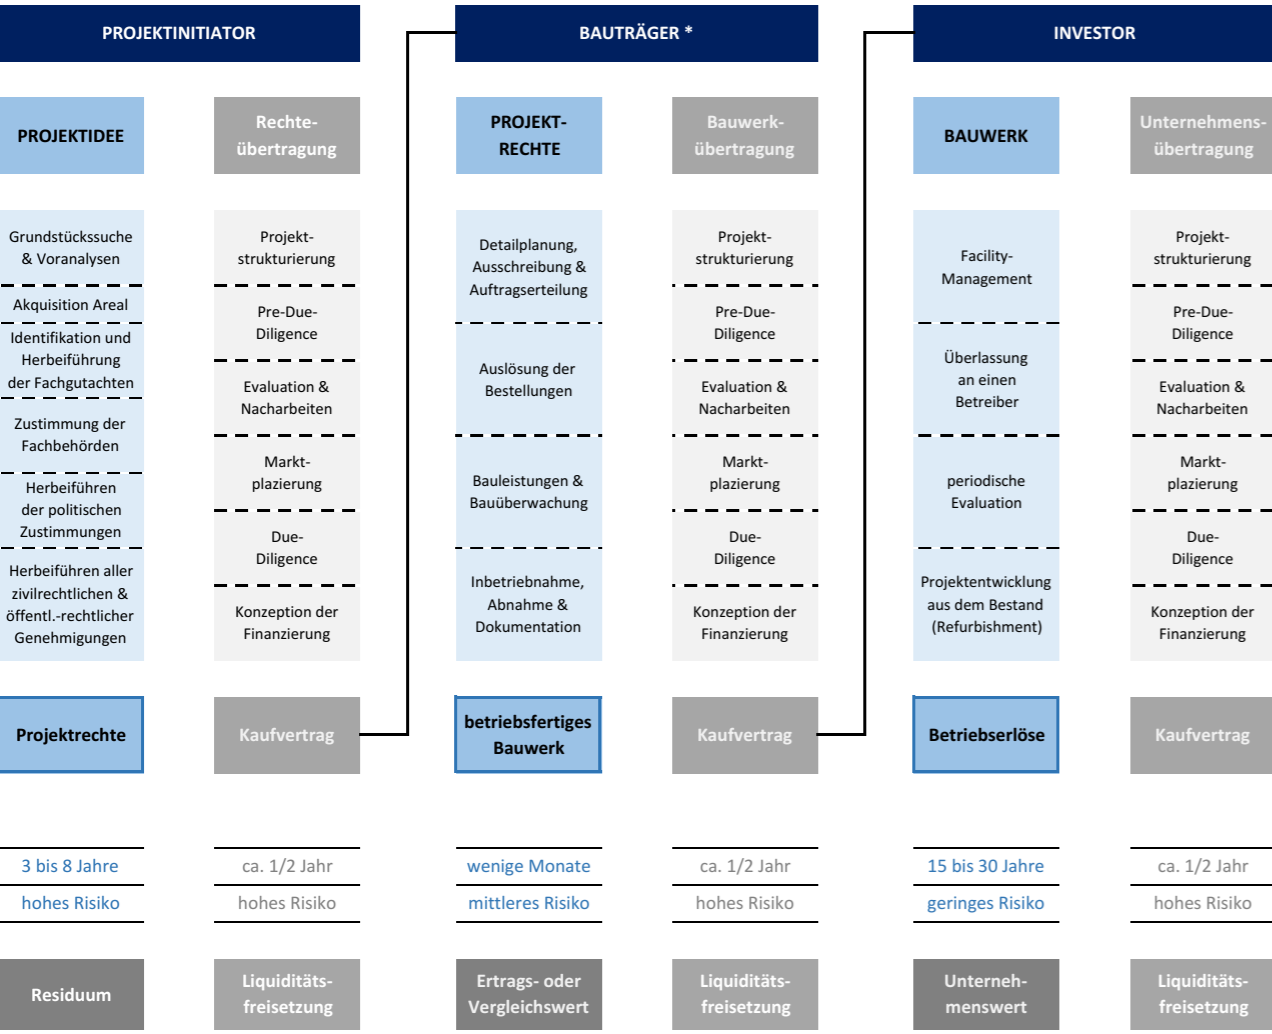 PROJEKTINITIATOR
BAUTRÄGER *
INVESTOR
PROJEKTIDEE
Rechte-
übertragung
PROJEKT-
RECHTE
Bauwerk-
übertragung
BAUWERK
Unternehmens-
übertragung
Grundstückssuche
& Voranalysen
Akquisition Areal
Identifikation und
Herbeiführung
der Fachgutachten
Zustimmung der
Fachbehörden
Herbeiführen
der politischen
Zustimmungen
Herbeiführen aller
zivilrechtlichen &
öffentl.-rechtlicher
Genehmigungen
Projekt-
strukturierung
Pre-Due-
Diligence
Evaluation &
Nacharbeiten
Markt-
plazierung
Due-
Diligence
Konzeption der
Finanzierung
Detailplanung,
Ausschreibung &
Auftragserteilung
Auslösung der
Bestellungen
Bauleistungen &
Bauüberwachung
Inbetriebnahme,
Abnahme &
Dokumentation
Projekt-
strukturierung
Pre-Due-
Diligence
Evaluation &
Nacharbeiten
Markt-
plazierung
Due-
Diligence
Konzeption der
Finanzierung
Facility-
Management
Überlassung
an einen
Betreiber
periodische
Evaluation
Projektentwicklung
aus dem Bestand
(Refurbishment)
Projekt-
strukturierung
Pre-Due-
Diligence
Evaluation &
Nacharbeiten
Markt-
plazierung
Due-
Diligence
Konzeption der
Finanzierung
Projektrechte
Kaufvertrag
betriebsfertiges
Bauwerk
Kaufvertrag
Betriebserlöse
Kaufvertrag
3 bis 8 Jahre
ca. 1/2 Jahr
wenige Monate
ca. 1/2 Jahr
15 bis 30 Jahre
ca. 1/2 Jahr
hohes Risiko
hohes Risiko
mittleres Risiko
hohes Risiko
geringes Risiko
hohes Risiko
Residuum
Liquiditäts-
freisetzung
Ertrags- oder
Vergleichswert
Liquiditäts-
freisetzung
Unterneh-
menswert
Liquiditäts-
freisetzung